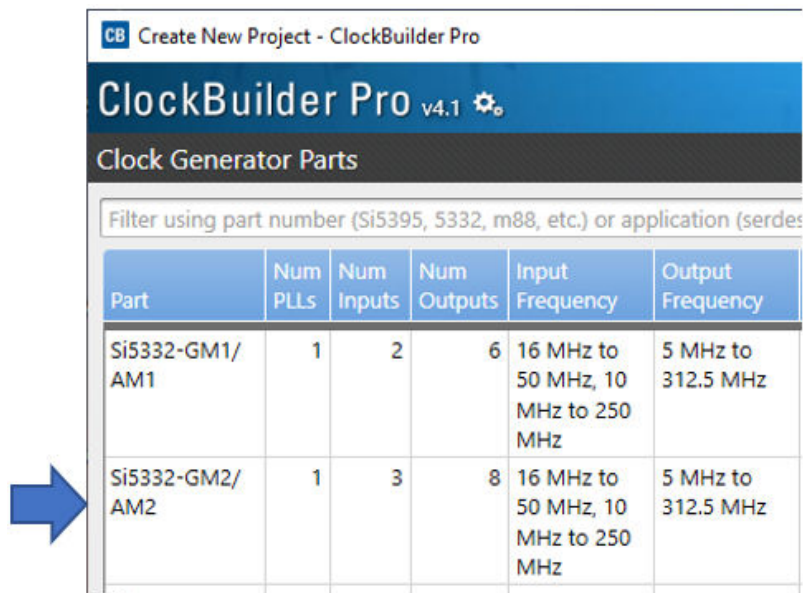 CB Create New Project - ClockBuilder Pro
ClockBuilder Pro v4.1
Clock Generator Parts
Filter using part number (Si5395, 5332, m88, etc.) or application (serdes
Part Num PLLs Num Inputs Num Outputs Input Frequency Output Frequency
Si5332-GM1/ 1 2 6 16 MHz to 5 MHz to
AM1 50 MHz, 10 312.5 MHz
MHz to 250
MHz
Si5332-GM2/ 1 3 8 16 MHz to 5 MHz to
AM2 50 MHz, 10 312.5 MHz
MHz to 250
MHz